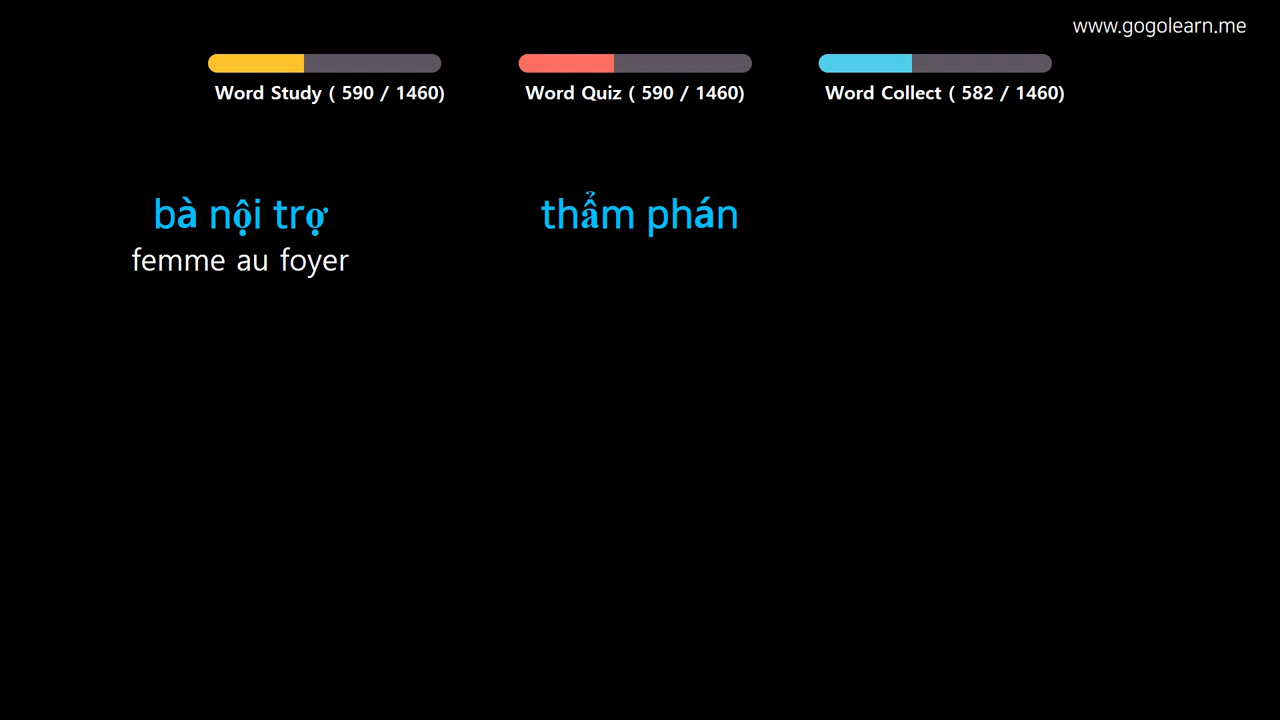 www.gogolearn.me
Word Study ( 590 / 1460)
Word Quiz ( 590 / 1460)
Word Collect ( 582 / 1460)
bà nội trợ
femme au foyer
thẩm phán